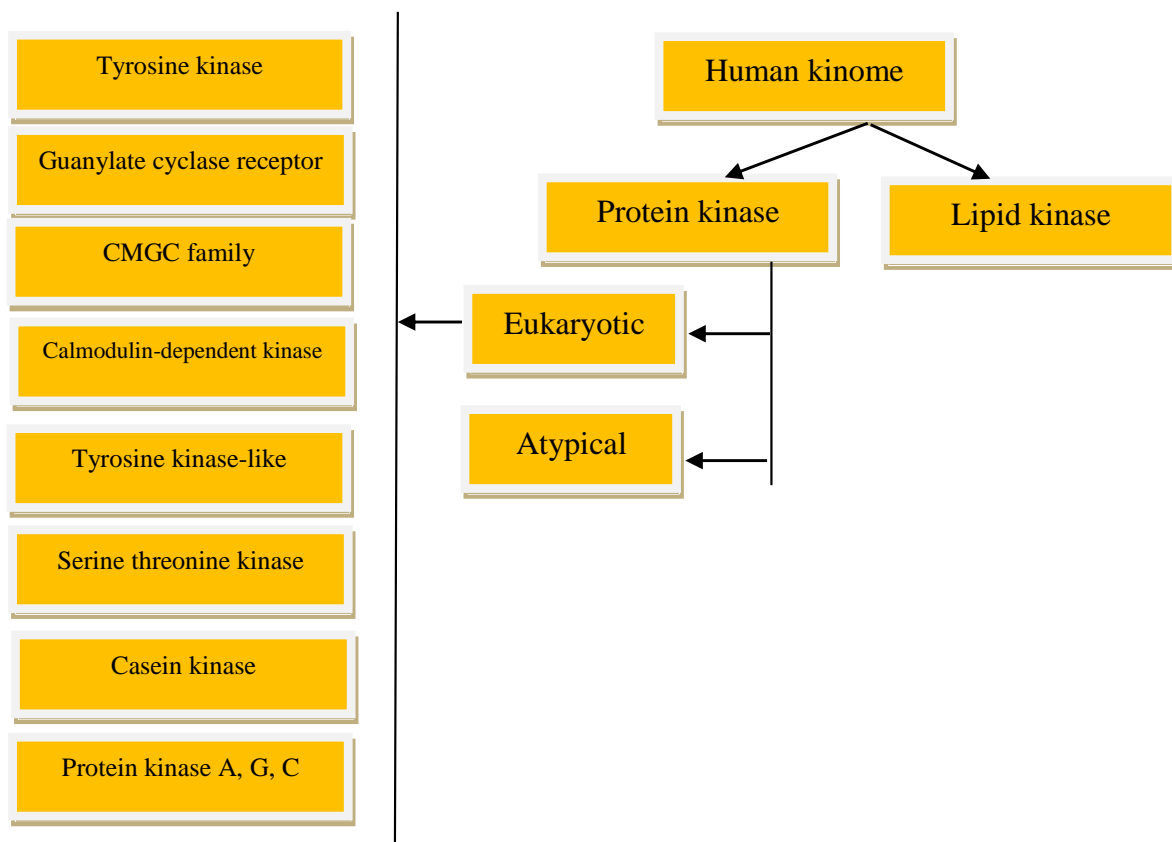 Human kinome
Protein kinase
Lipid kinase
Eukaryotic
Atypical
Tyrosine kinase
Guanylate cyclase receptor
CMGC family
Calmodulin-dependent kinase
Tyrosine kinase-like
Serine threonine kinase
Casein kinase
Protein kinase A, G, C